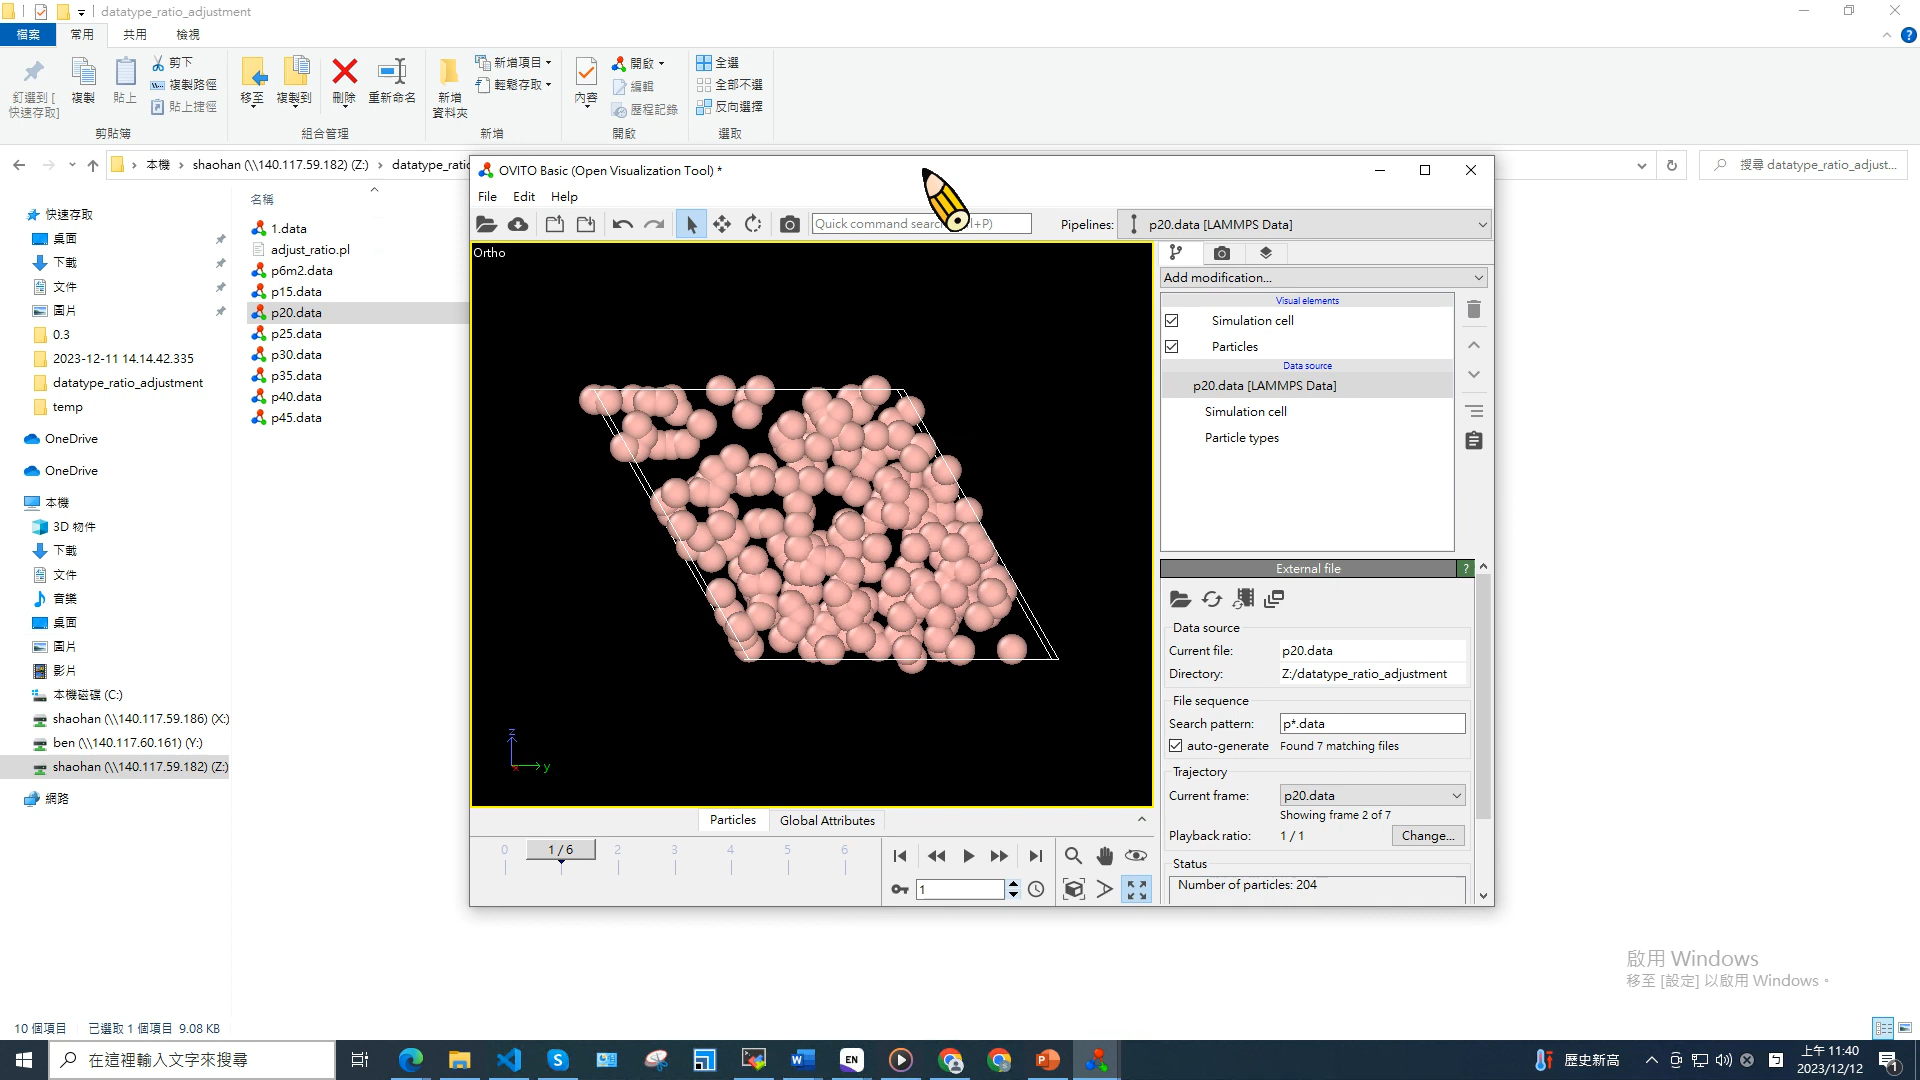 datatype_ratio_adjustment
檔案 常用 共用 檢視
釘選到 [
快速存取]
複製
貼上
剪下
複製路徑
貼上捷徑
剪貼簿
移至 複製到 刪除 重新命名
組合管理
新增
資料夾
新增項目
輕鬆存取
新增
內容
開啟
編輯
歷程記錄
開啟
全選
全部不選
反向選擇
選取
本機 › shaohan (\\140.117.59.182) (Z:) › datatype_ratio
搜尋 datatype_ratio_adjust...
快速存取
桌面
下載
文件
圖片
0.3
2023-12-11 14.14.42.335
datatype_ratio_adjustment
temp
OneDrive
OneDrive
本機
3D 物件
下載
文件
音樂
桌面
圖片
影片
本機磁碟 (C:)
shaohan (\\140.117.59.186) (X:)
ben (\\140.117.60.161) (Y:)
shaohan (\\140.117.59.182) (Z:)
網路
名稱
1.data
adjust_ratio.pl
p6m2.data
p15.data
p20.data
p25.data
p30.data
p35.data
p40.data
p45.data
OVITO Basic (Open Visualization Tool) *
File Edit Help
Quick command searc l+P)
Pipelines: p20.data [LAMMPS Data]
Ortho
z
x
y
Add modification...
Visual elements
Simulation cell
Particles
Data source
p20.data [LAMMPS Data]
Simulation cell
Particle types
External file ?
Data source
Current file: p20.data
Directory: Z:/datatype_ratio_adjustment
File sequence
Search pattern: p*.data
auto-generate Found 7 matching files
Trajectory
Current frame: p20.data
Showing frame 2 of 7
Playback ratio: 1 / 1 Change...
Status
Number of particles: 204
Particles Global Attributes
0 1 / 6 2 3 4 5 6
1
啟用 Windows
移至 [設定] 以啟用 Windows。
10 個項目 已選取 1 個項目 9.08 KB
在這裡輸入文字來搜尋
EN
歷史新高
上午 11:40
2023/12/12
1